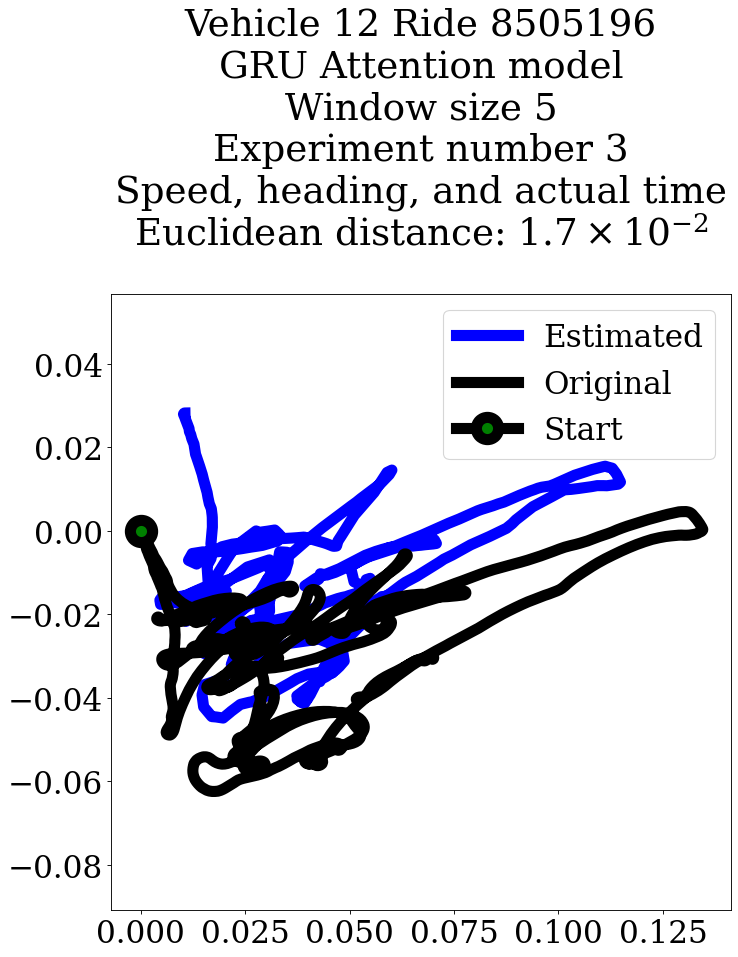 Vehicle 12 Ride 8505196
GRU Attention model
Window size 5
Experiment number 3
Speed, heading, and actual time
Euclidean distance: 1.7 × 10⁻²
Estimated
Original
Start
0.04
0.02
0.00
−0.02
−0.04
−0.06
−0.08
0.000 0.025 0.050 0.075 0.100 0.125